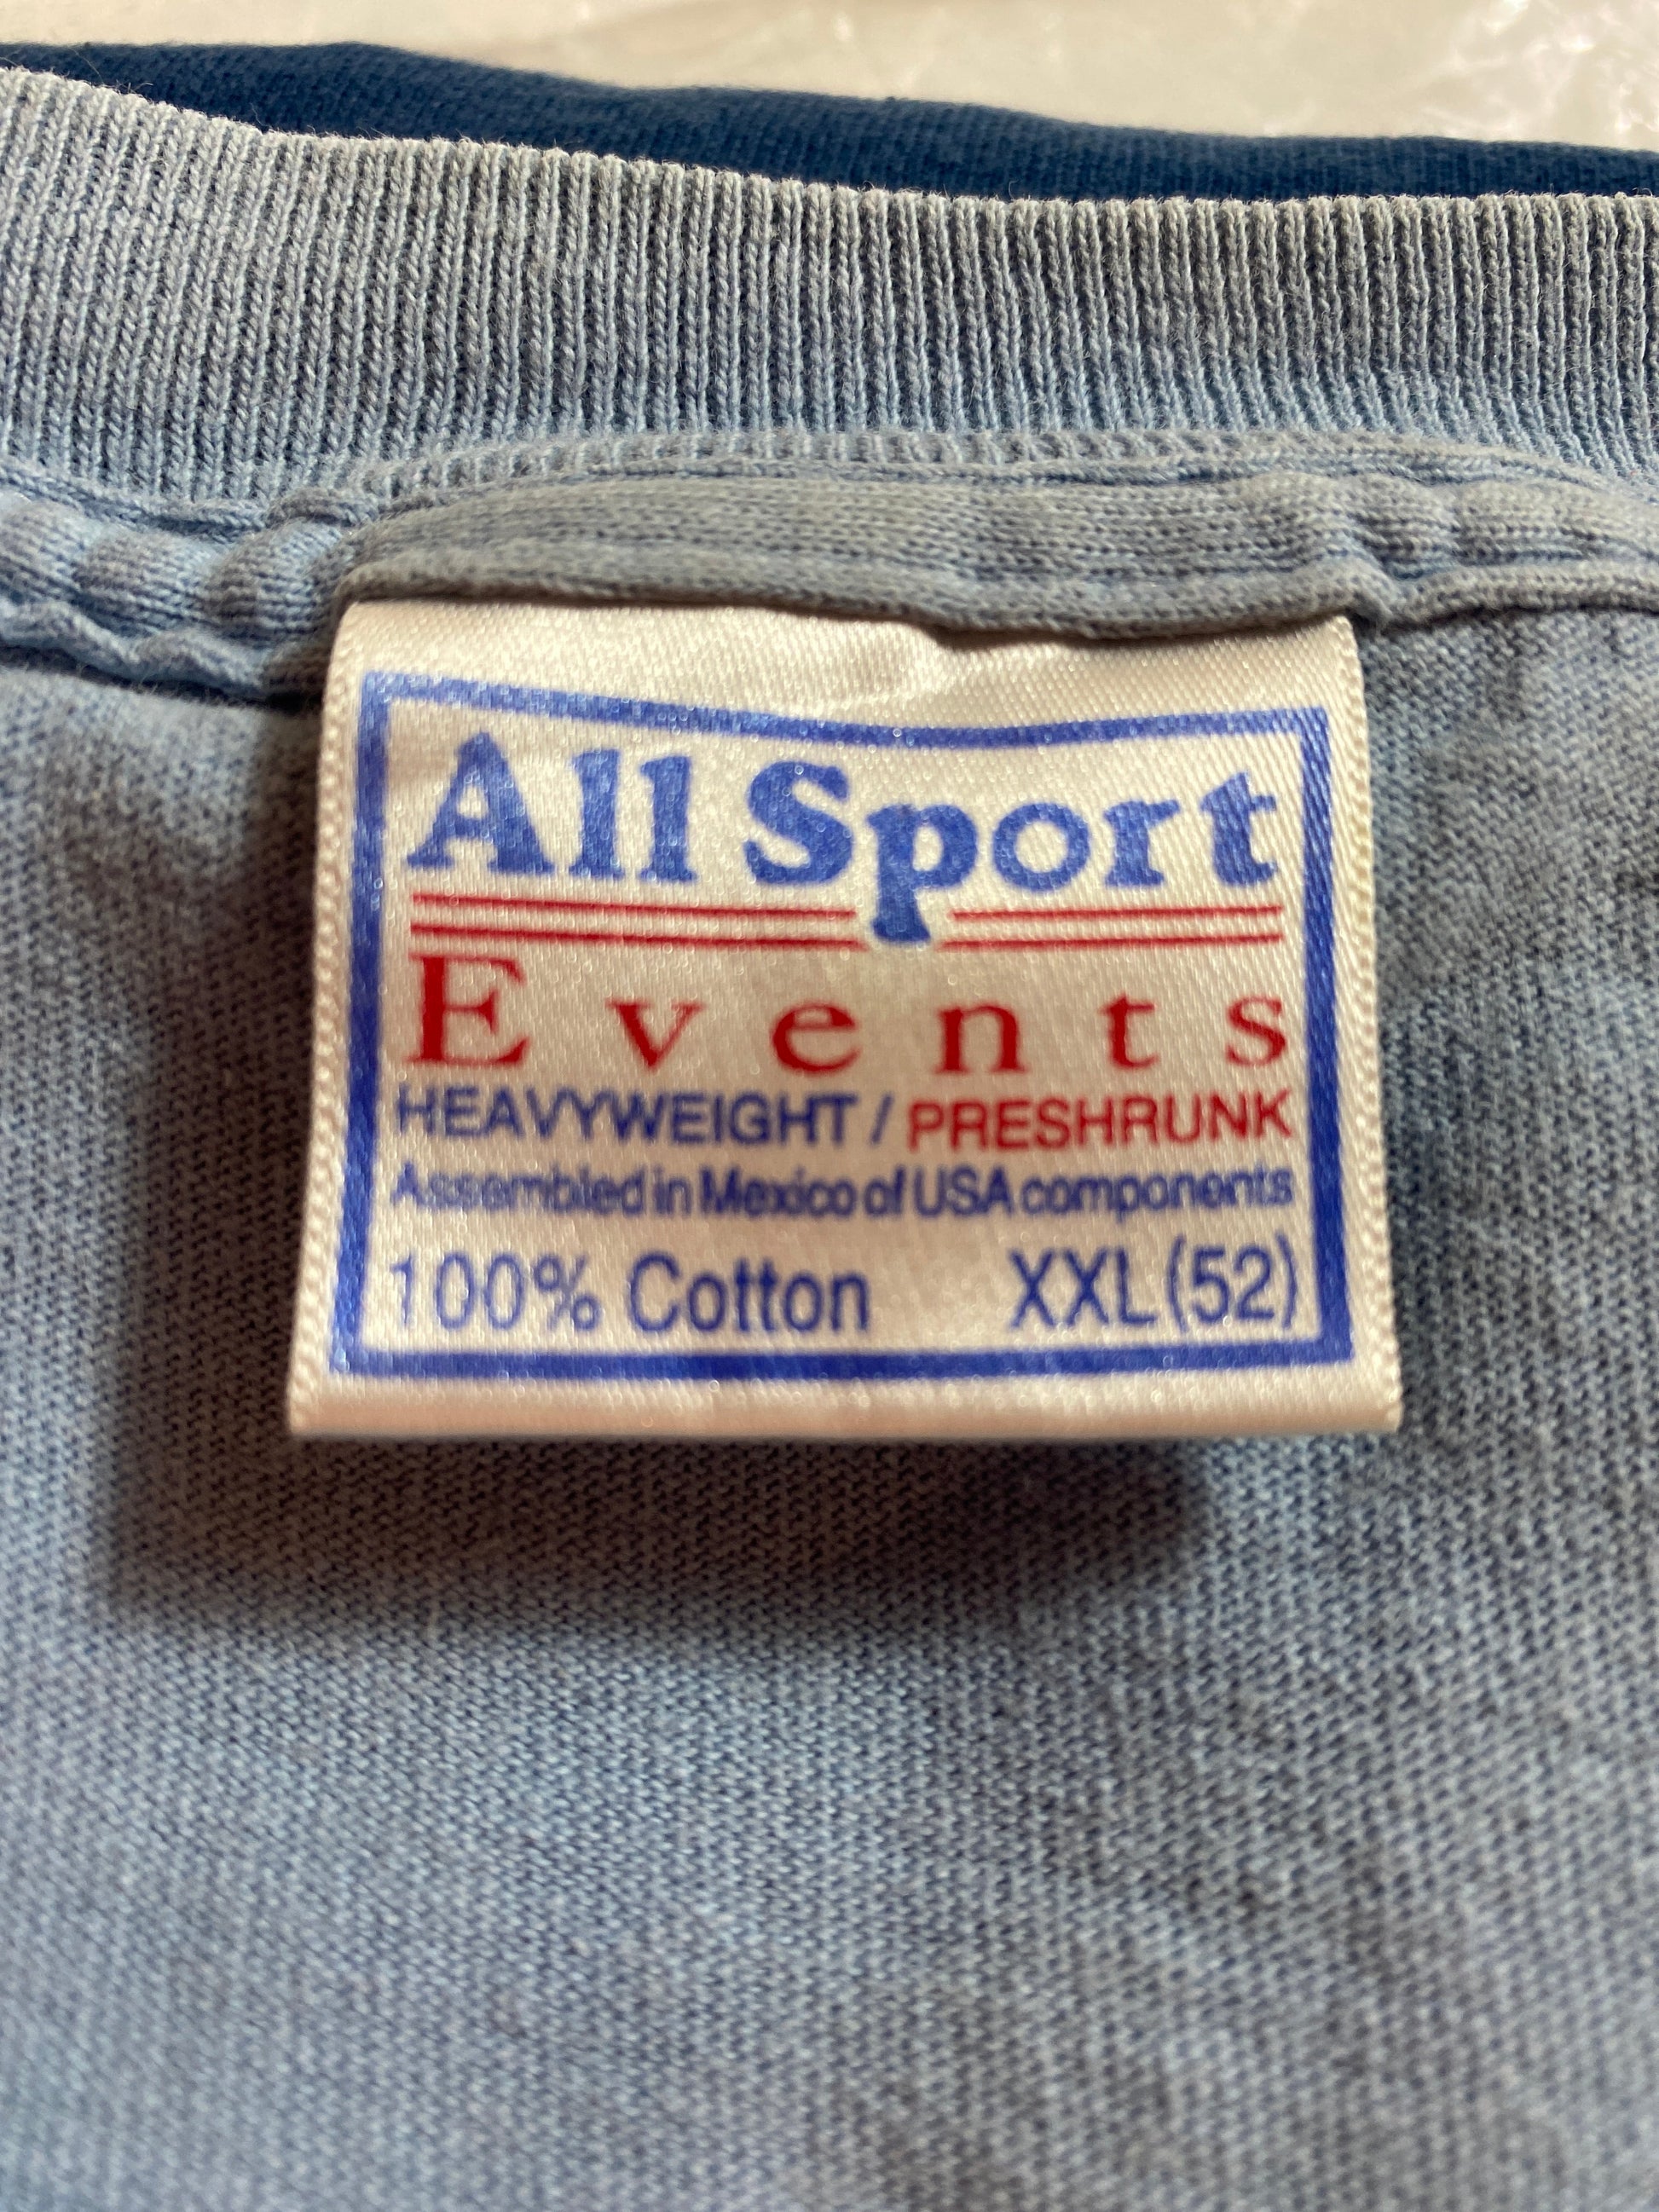 All Sport
Events
HEAVYWEIGHT / PRESHRUNK
Assembled in Mexico of USA components
100% Cotton XXL (52)